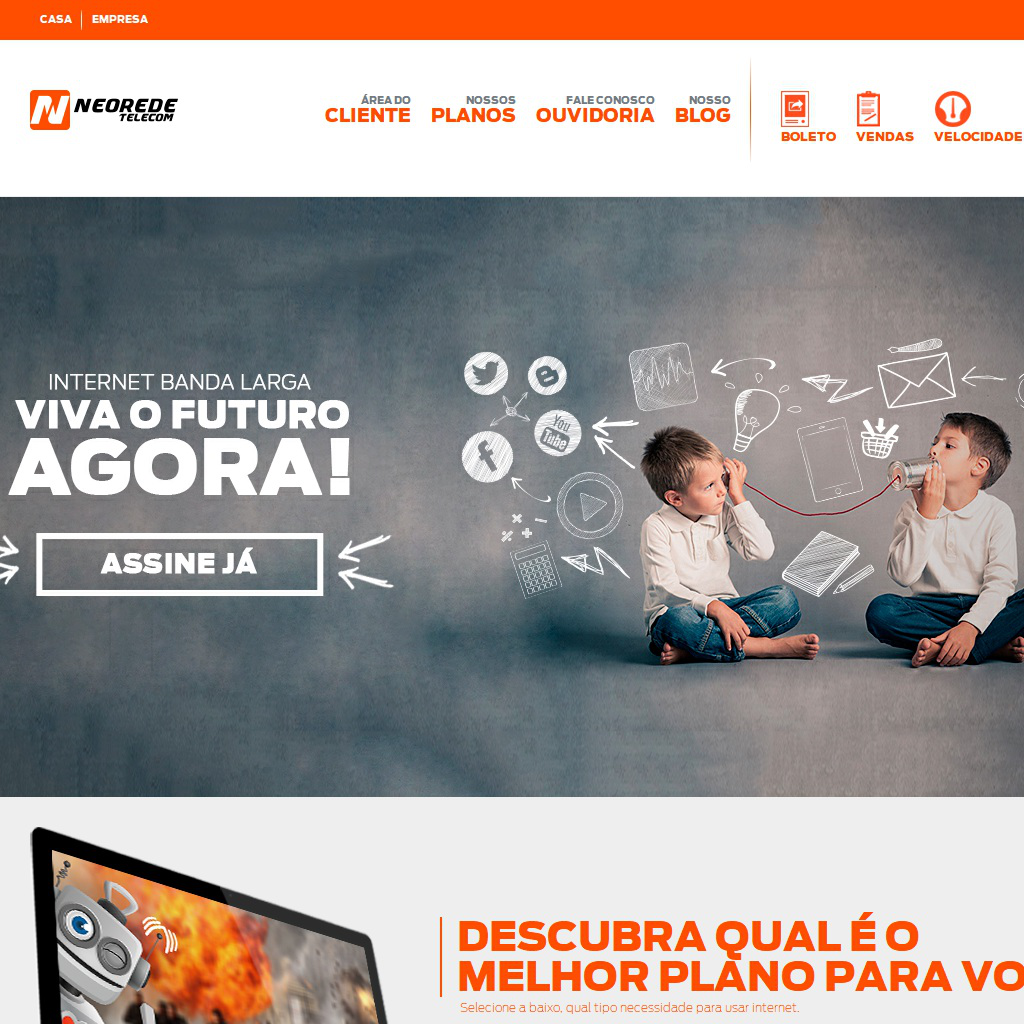 CASA
EMPRESA
NEOREDE
TELECOM
ÁREA DO
CLIENTE
NOSSOS
PLANOS
FALE CONOSCO
OUVIDORIA
NOSSO
BLOG
BOLETO
VENDAS
VELOCIDADE
INTERNET BANDA LARGA
VIVA O FUTURO
AGORA!
ASSINE JÁ
You
Tube
DESCUBRA QUAL É O
MELHOR PLANO PARA VO
Selecione a baixo, qual tipo necessidade para usar internet.